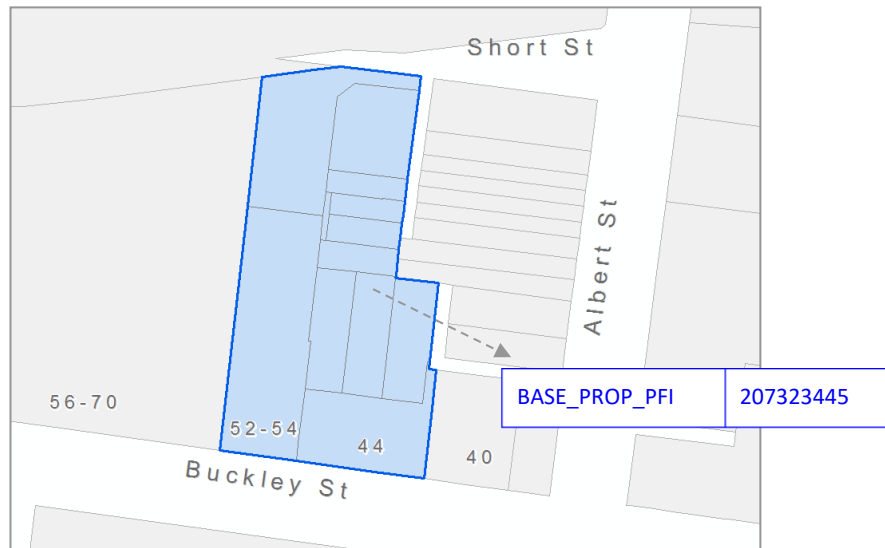 Short St
Albert St
BASE_PROP_PFI 207323445
56-70
52-54
44
40
Buckley St